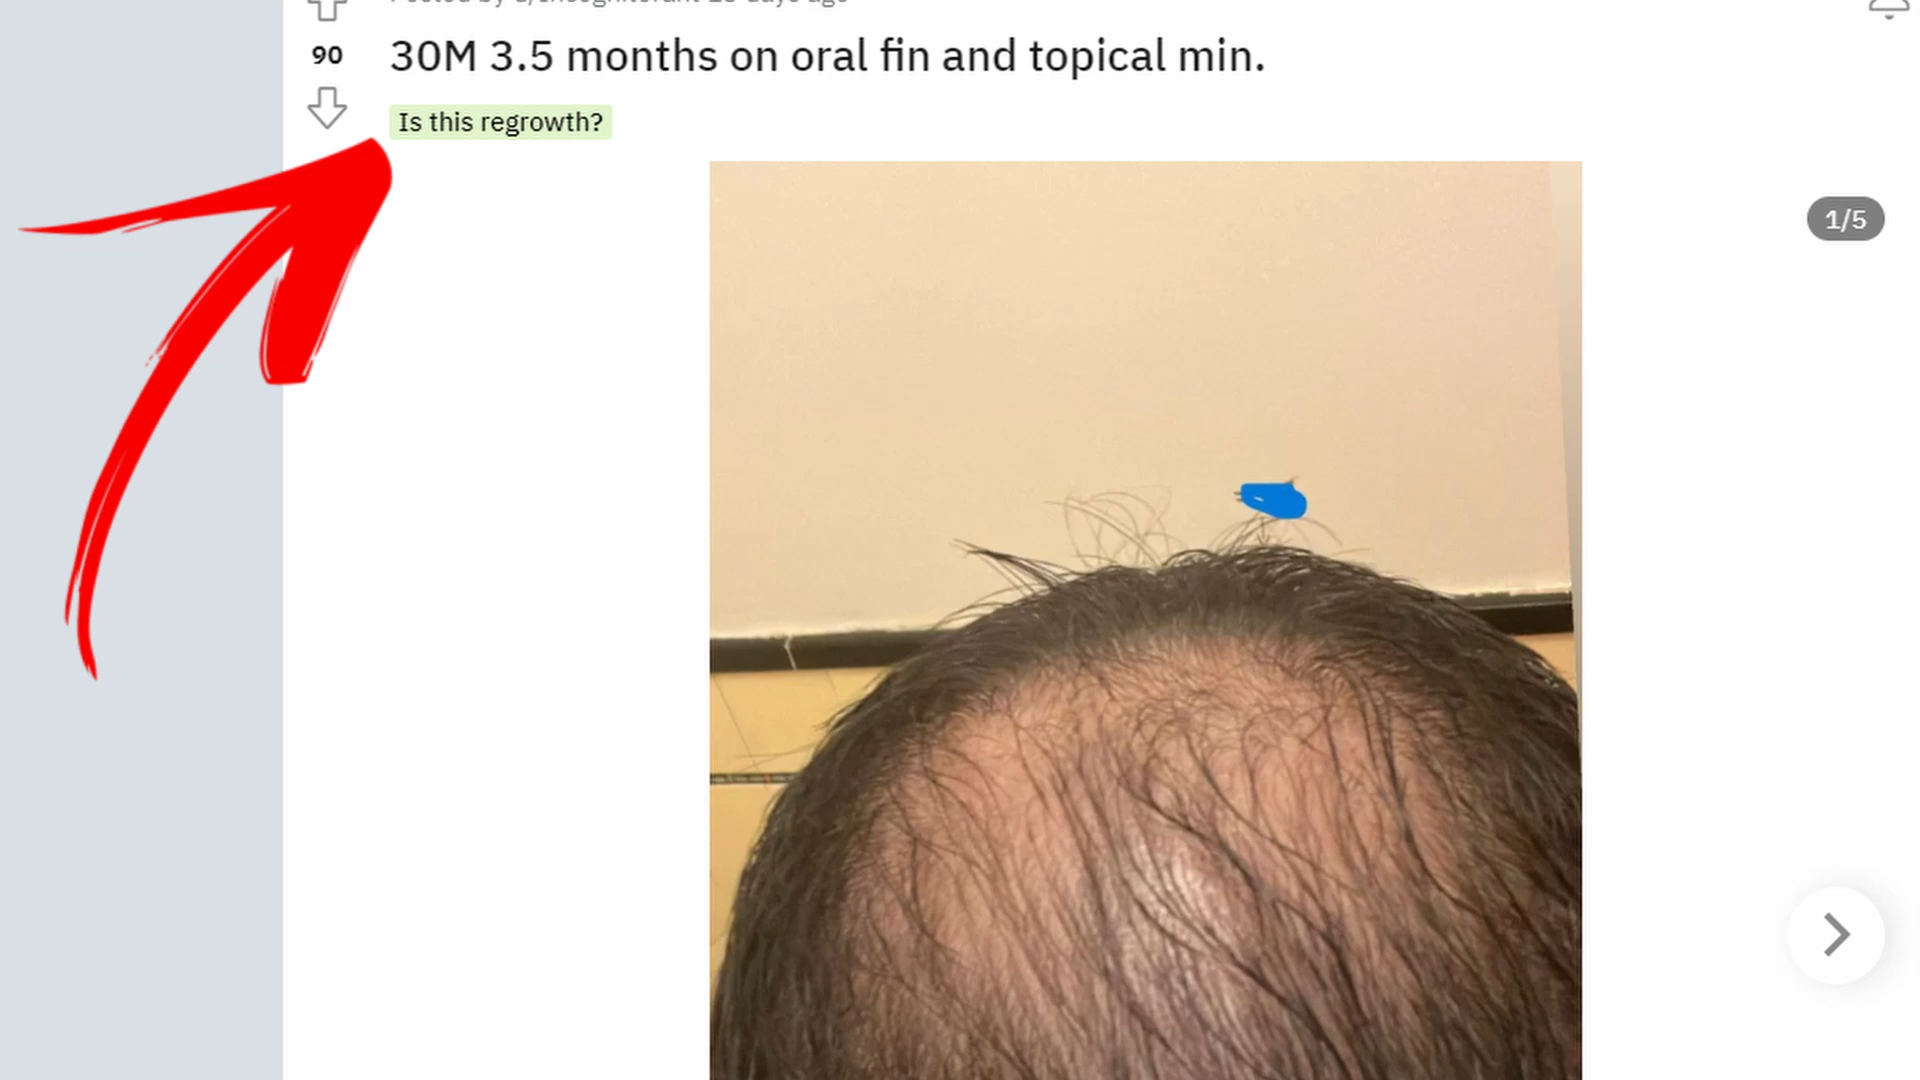 90
30M 3.5 months on oral fin and topical min.
Is this regrowth?
1/5